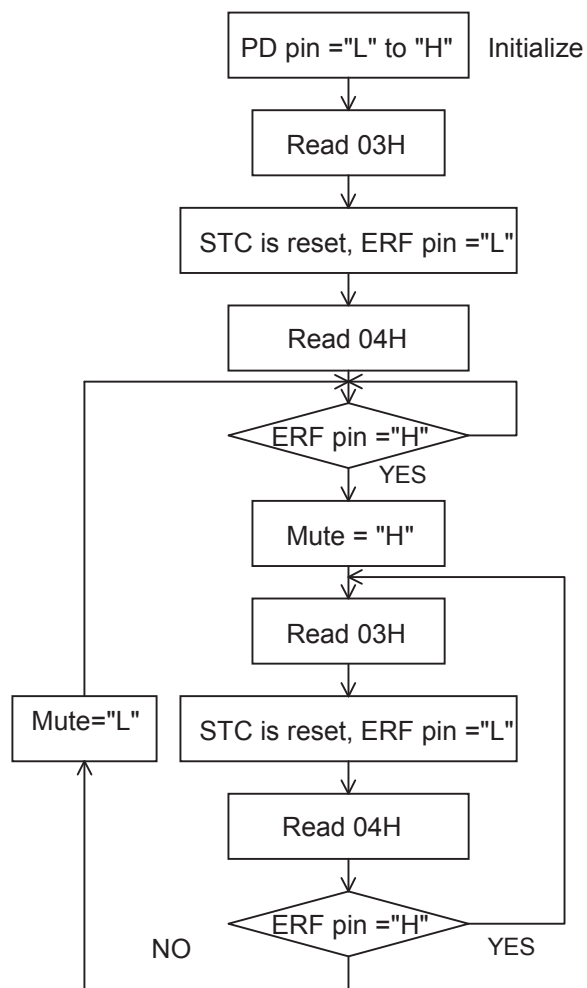 PD pin ="L" to "H" Initialize
Read 03H
STC is reset, ERF pin ="L"
Read 04H
ERF pin ="H"
YES
Mute = "H"
Read 03H
Mute="L"
STC is reset, ERF pin ="L"
Read 04H
ERF pin ="H"
NO
YES